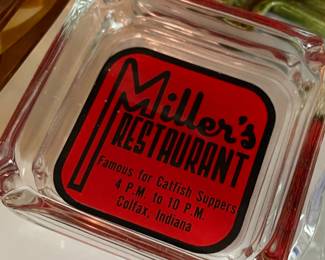 Miller's
RESTAURANT
Famous for Catfish Suppers
4 P.M. to 10 P.M.
Colfax, Indiana